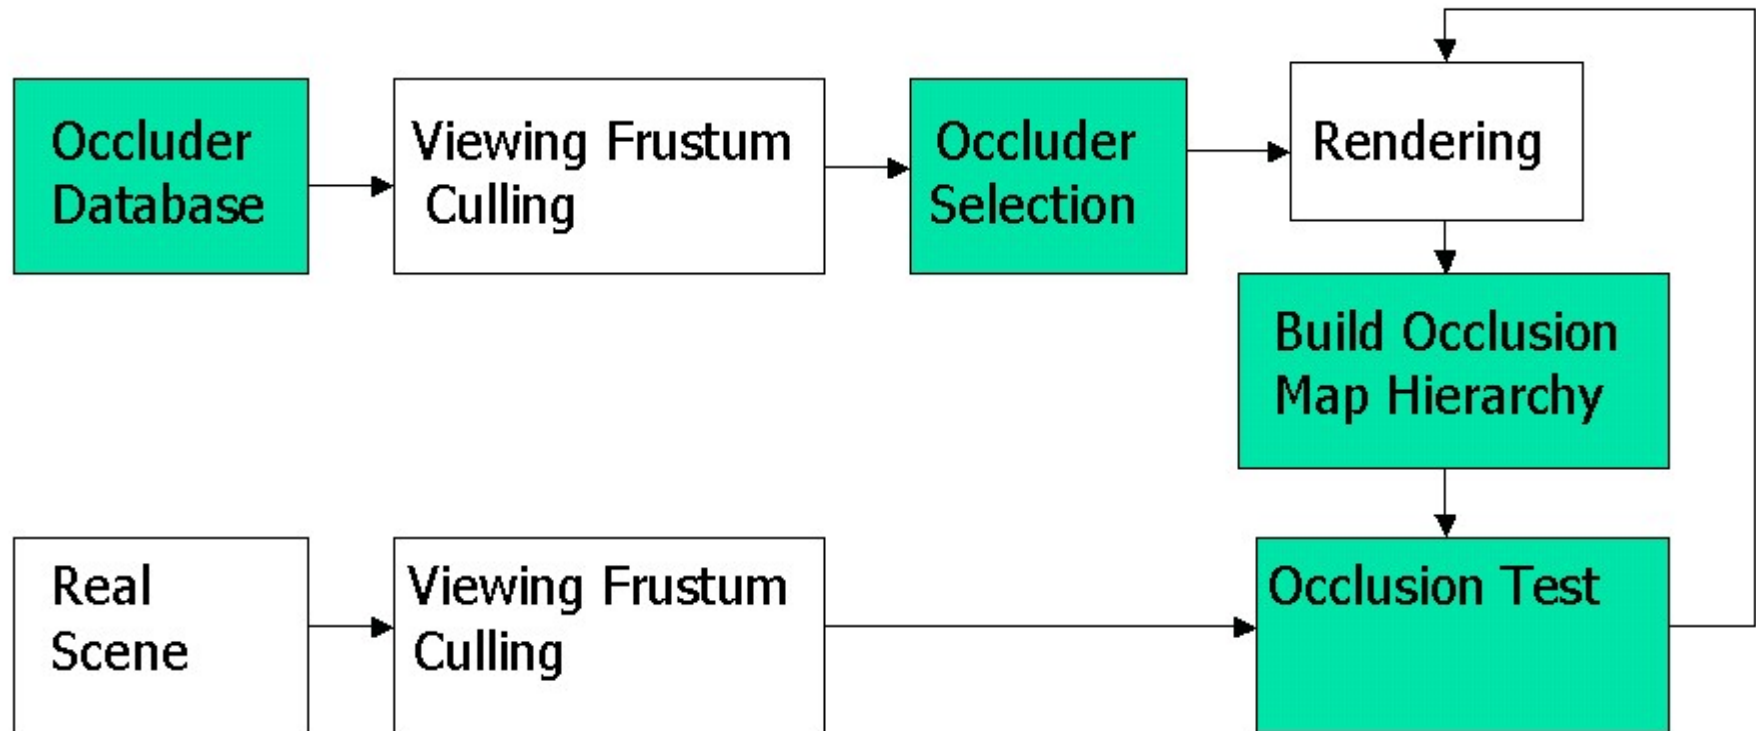 Occluder
Database
Viewing Frustum
Culling
Occluder
Selection
Rendering
Build Occlusion
Map Hierarchy
Real
Scene
Viewing Frustum
Culling
Occlusion Test